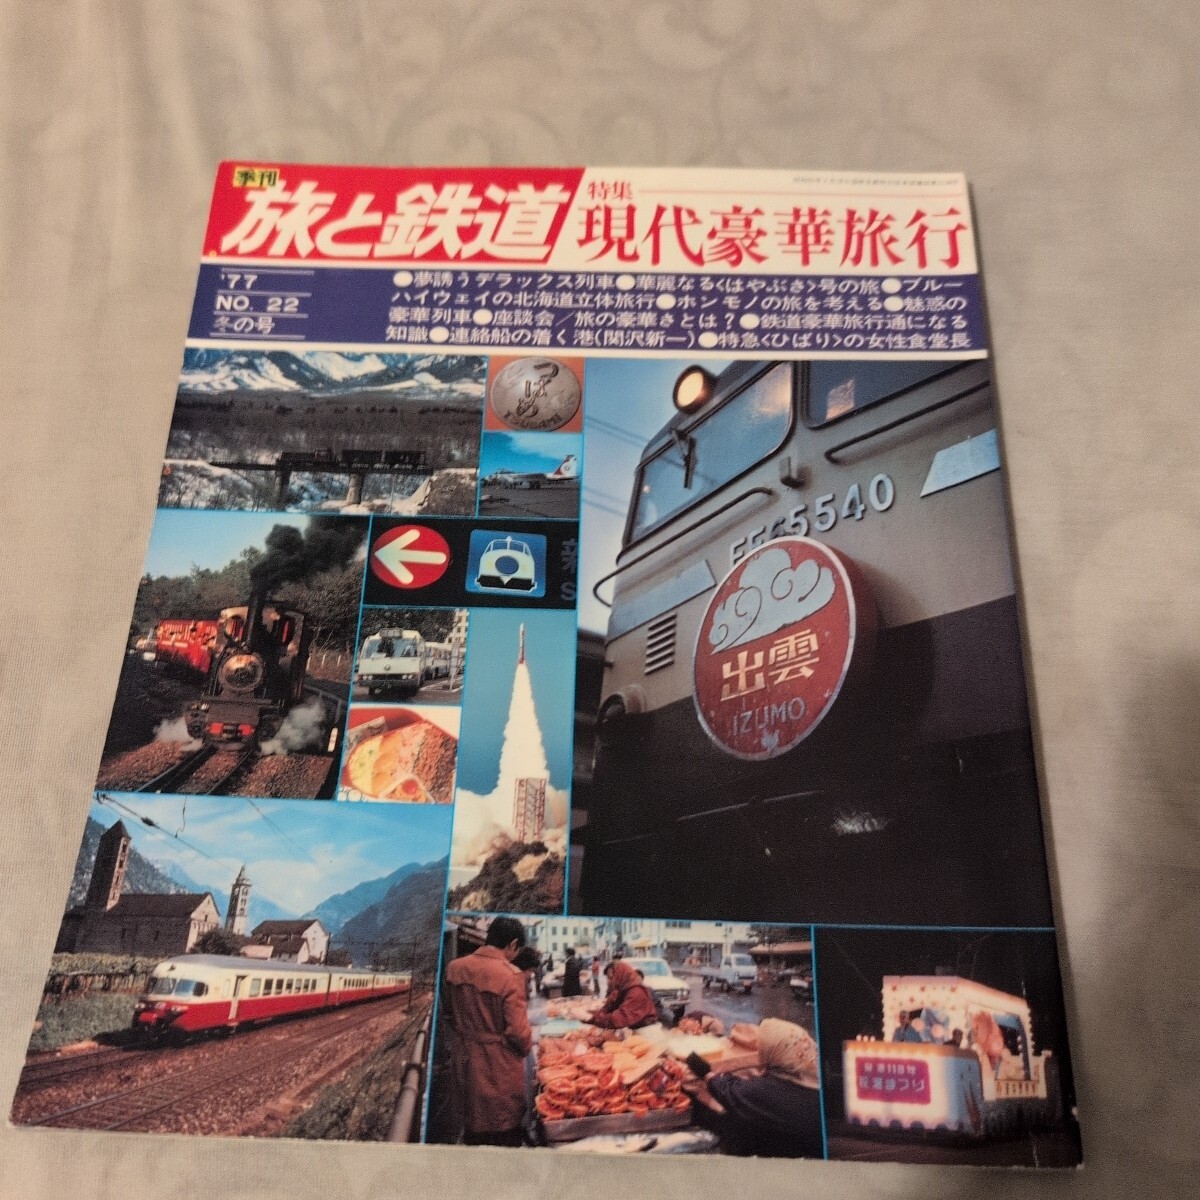 季刊
旅と鉄道
特集
現代豪華旅行
'77
NO. 22
冬の号
●夢誘うデラックス列車●華麗なる<はやぶさ>号の旅●ブルー
ハイウェイの北海道立体旅行●ホンモノの旅を考える●魅惑の
豪華列車●座談会/旅の豪華さとは?●鉄道豪華旅行通になる
知識●連絡船の着く港(関沢新一)●特急<ひばり>の女性食堂長
つばめ
TSUBAME
EF65540
出雲
IZUMO